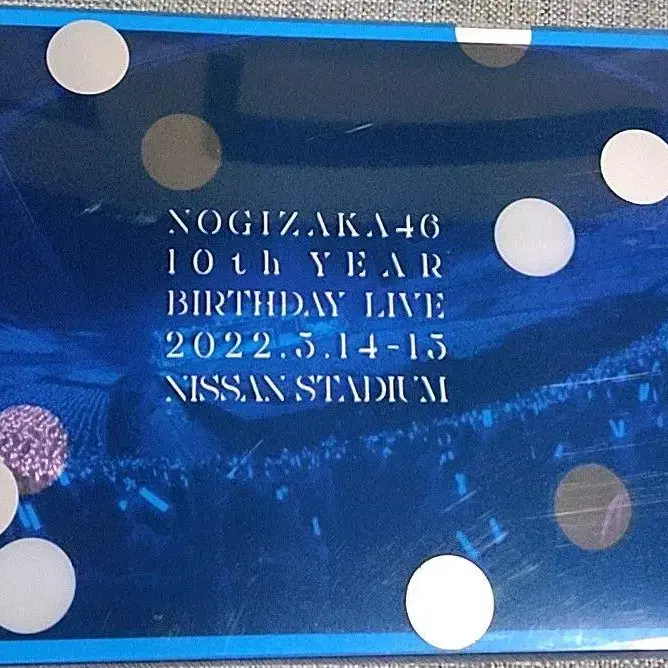 NOGIZAKA46
10th YEAR
BIRTHDAY LIVE
2022.5.14-15
NISSAN STADIUM